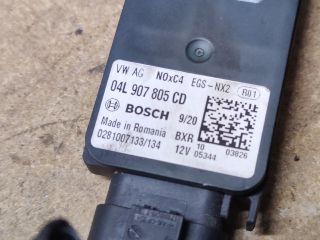 VW AG NOxC4 EGS-NX2 R01
04L 907 805 CD
BOSCH 9/20
Made in Romania BXR 10 03826
0281007133/134 12V 05344